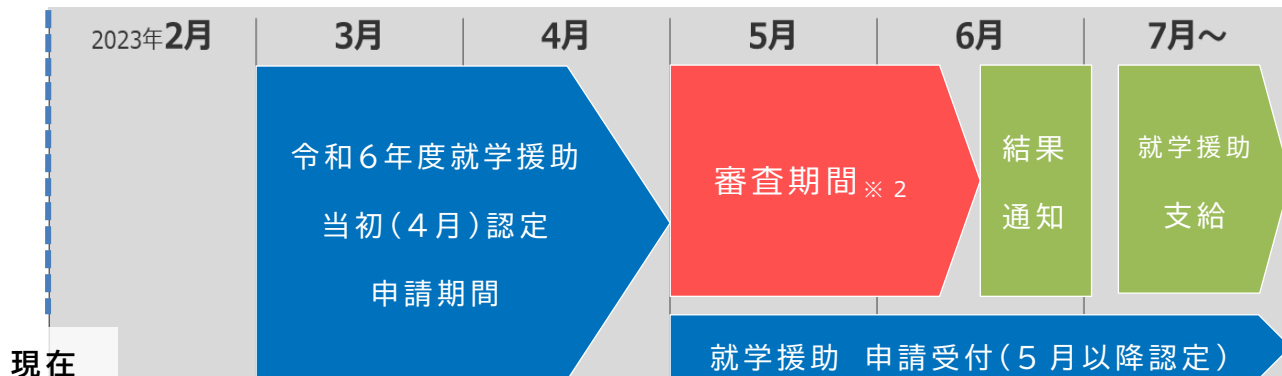 2023年2月 3月 4月 5月 6月 7月～
令和６年度就学援助
当初(４月)認定
申請期間
審査期間※２
結果
通知
就学援助
支給
就学援助 申請受付(５月以降認定)
現在